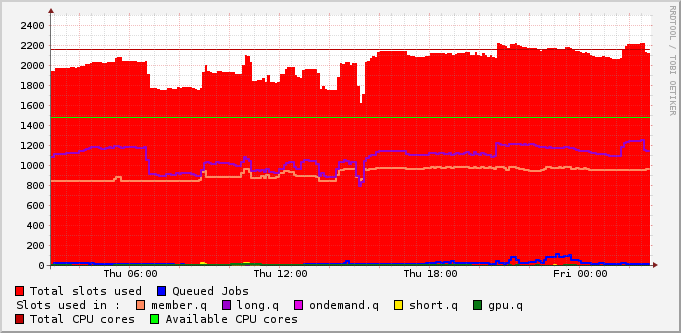 RRDTOOL / TOBI OETIKER
2400
2200
2000
1800
1600
1400
1200
1000
800
600
400
200
0
Thu 06:00 Thu 12:00 Thu 18:00 Fri 00:00
Total slots used Queued Jobs
Slots used in : member.q long.q ondemand.q short.q gpu.q
Total CPU cores Available CPU cores